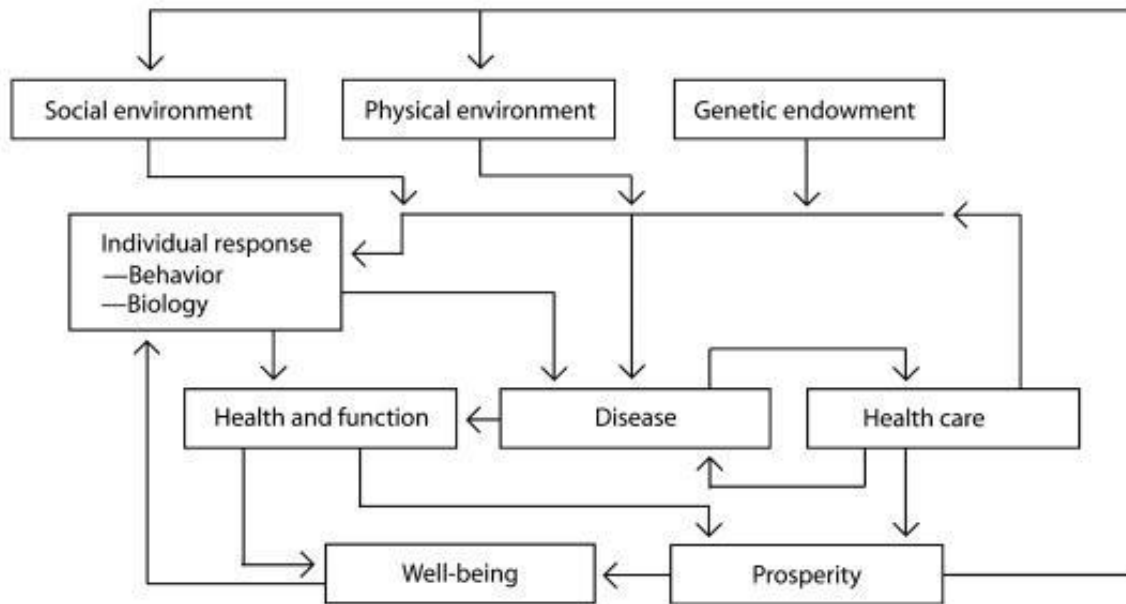 Social environment
Physical environment
Genetic endowment
Individual response
—Behavior
—Biology
Health and function
Disease
Health care
Well-being
Prosperity